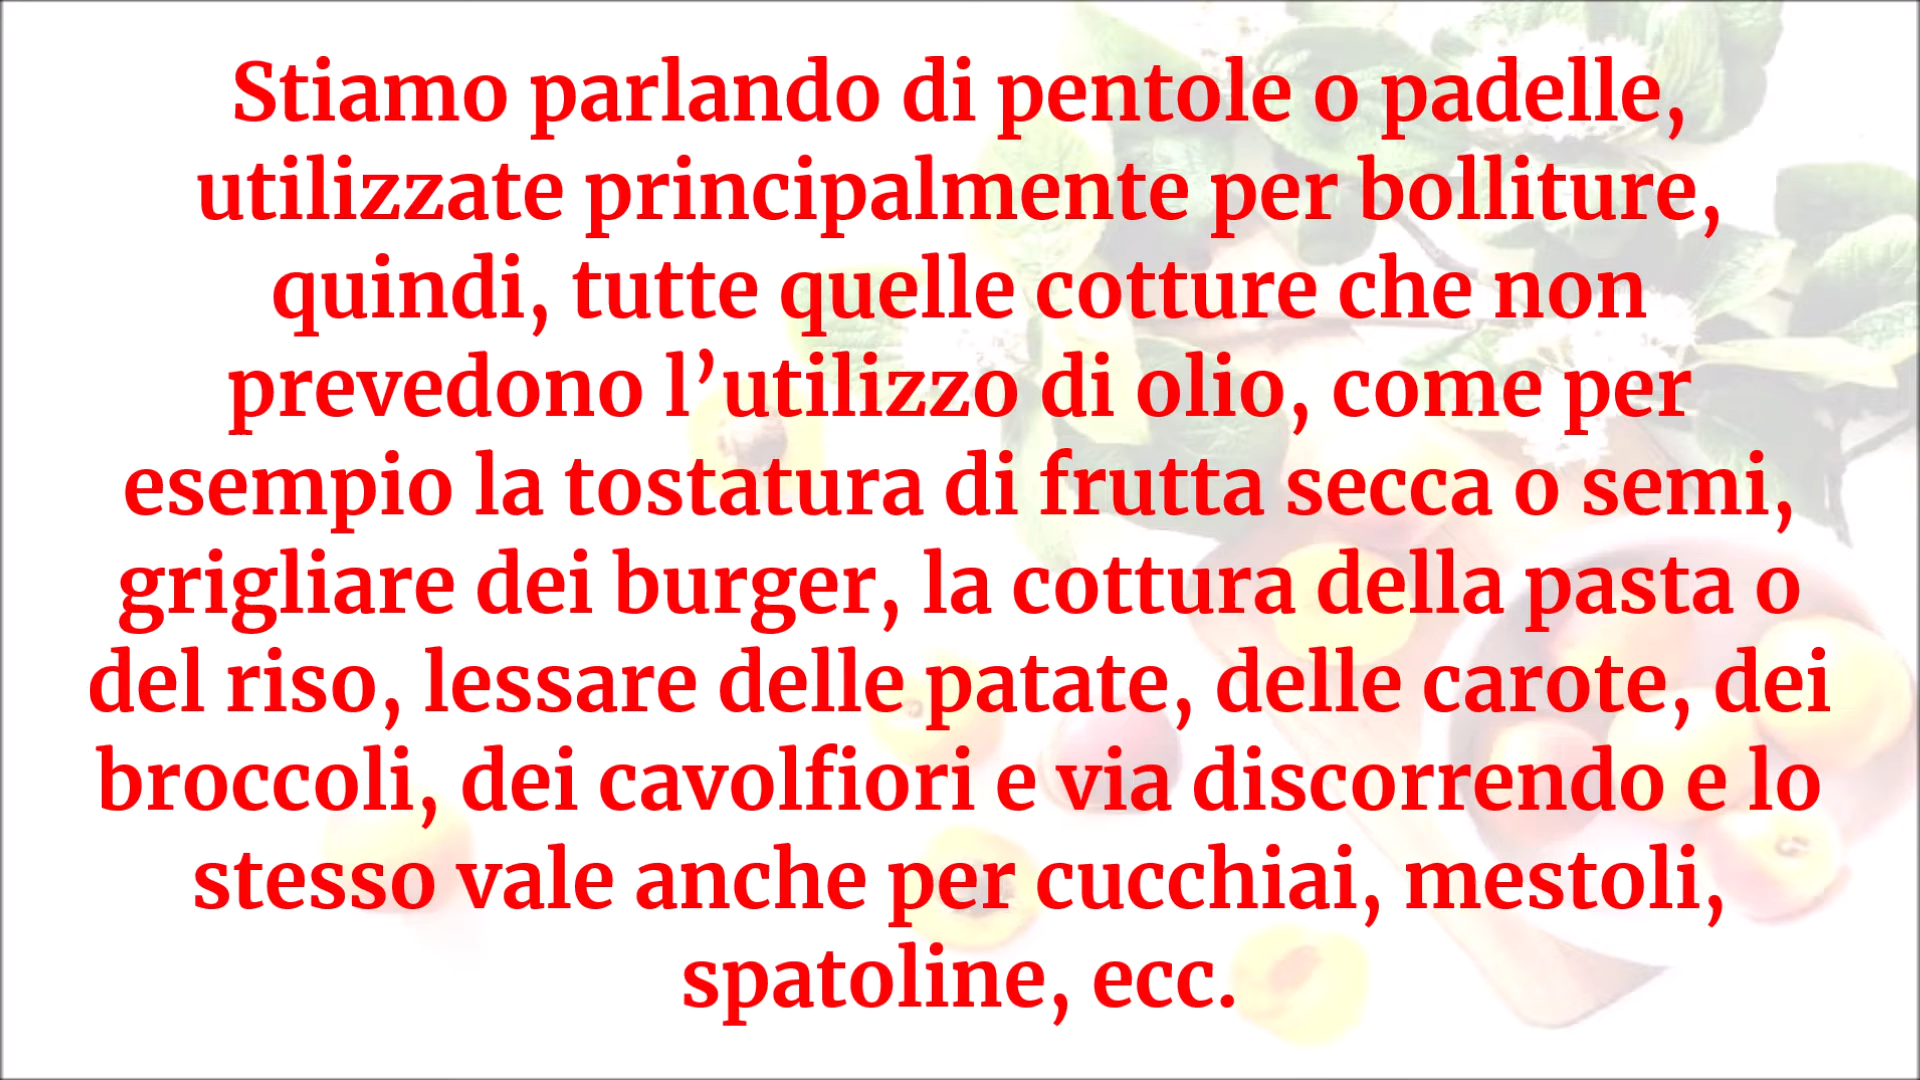 Stiamo parlando di pentole o padelle,
utilizzate principalmente per bolliture,
quindi, tutte quelle cotture che non
prevedono l’utilizzo di olio, come per
esempio la tostatura di frutta secca o semi,
grigliare dei burger, la cottura della pasta o
del riso, lessare delle patate, delle carote, dei
broccoli, dei cavolfiori e via discorrendo e lo
stesso vale anche per cucchiai, mestoli,
spatoline, ecc.